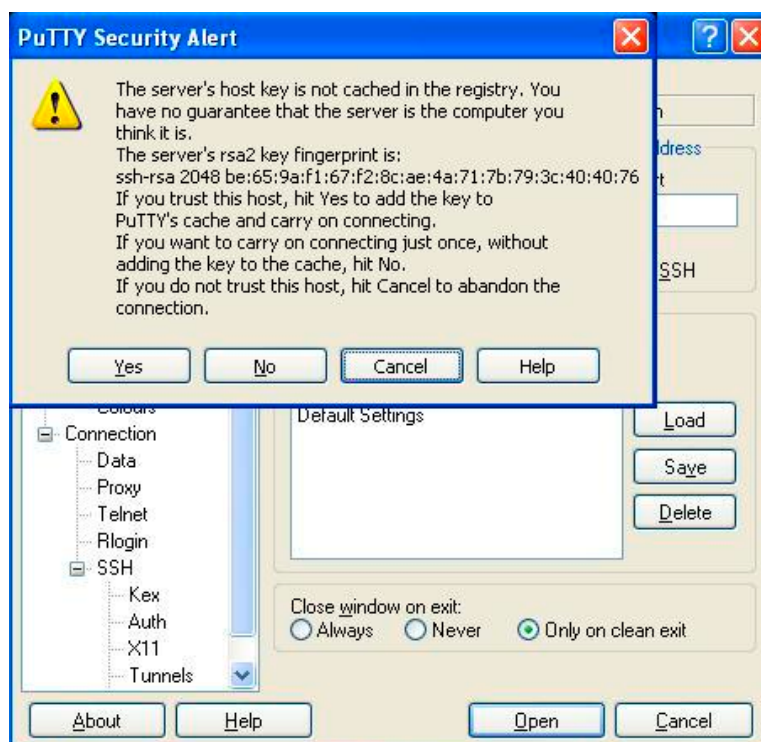 PuTTY Security Alert
The server's host key is not cached in the registry. You
have no guarantee that the server is the computer you
think it is.
The server's rsa2 key fingerprint is:
ssh-rsa 2048 be:65:9a:f1:67:f2:8c:ae:4a:71:7b:79:3c:40:40:76
If you trust this host, hit Yes to add the key to
PuTTY's cache and carry on connecting.
If you want to carry on connecting just once, without
adding the key to the cache, hit No.
If you do not trust this host, hit Cancel to abandon the
connection.
Yes No Cancel Help
SSH
Colours
Connection
Data
Proxy
Telnet
Rlogin
SSH
Kex
Auth
X11
Tunnels
Default Settings
Load
Save
Delete
Close window on exit:
Always Never Only on clean exit
About Help Open Cancel